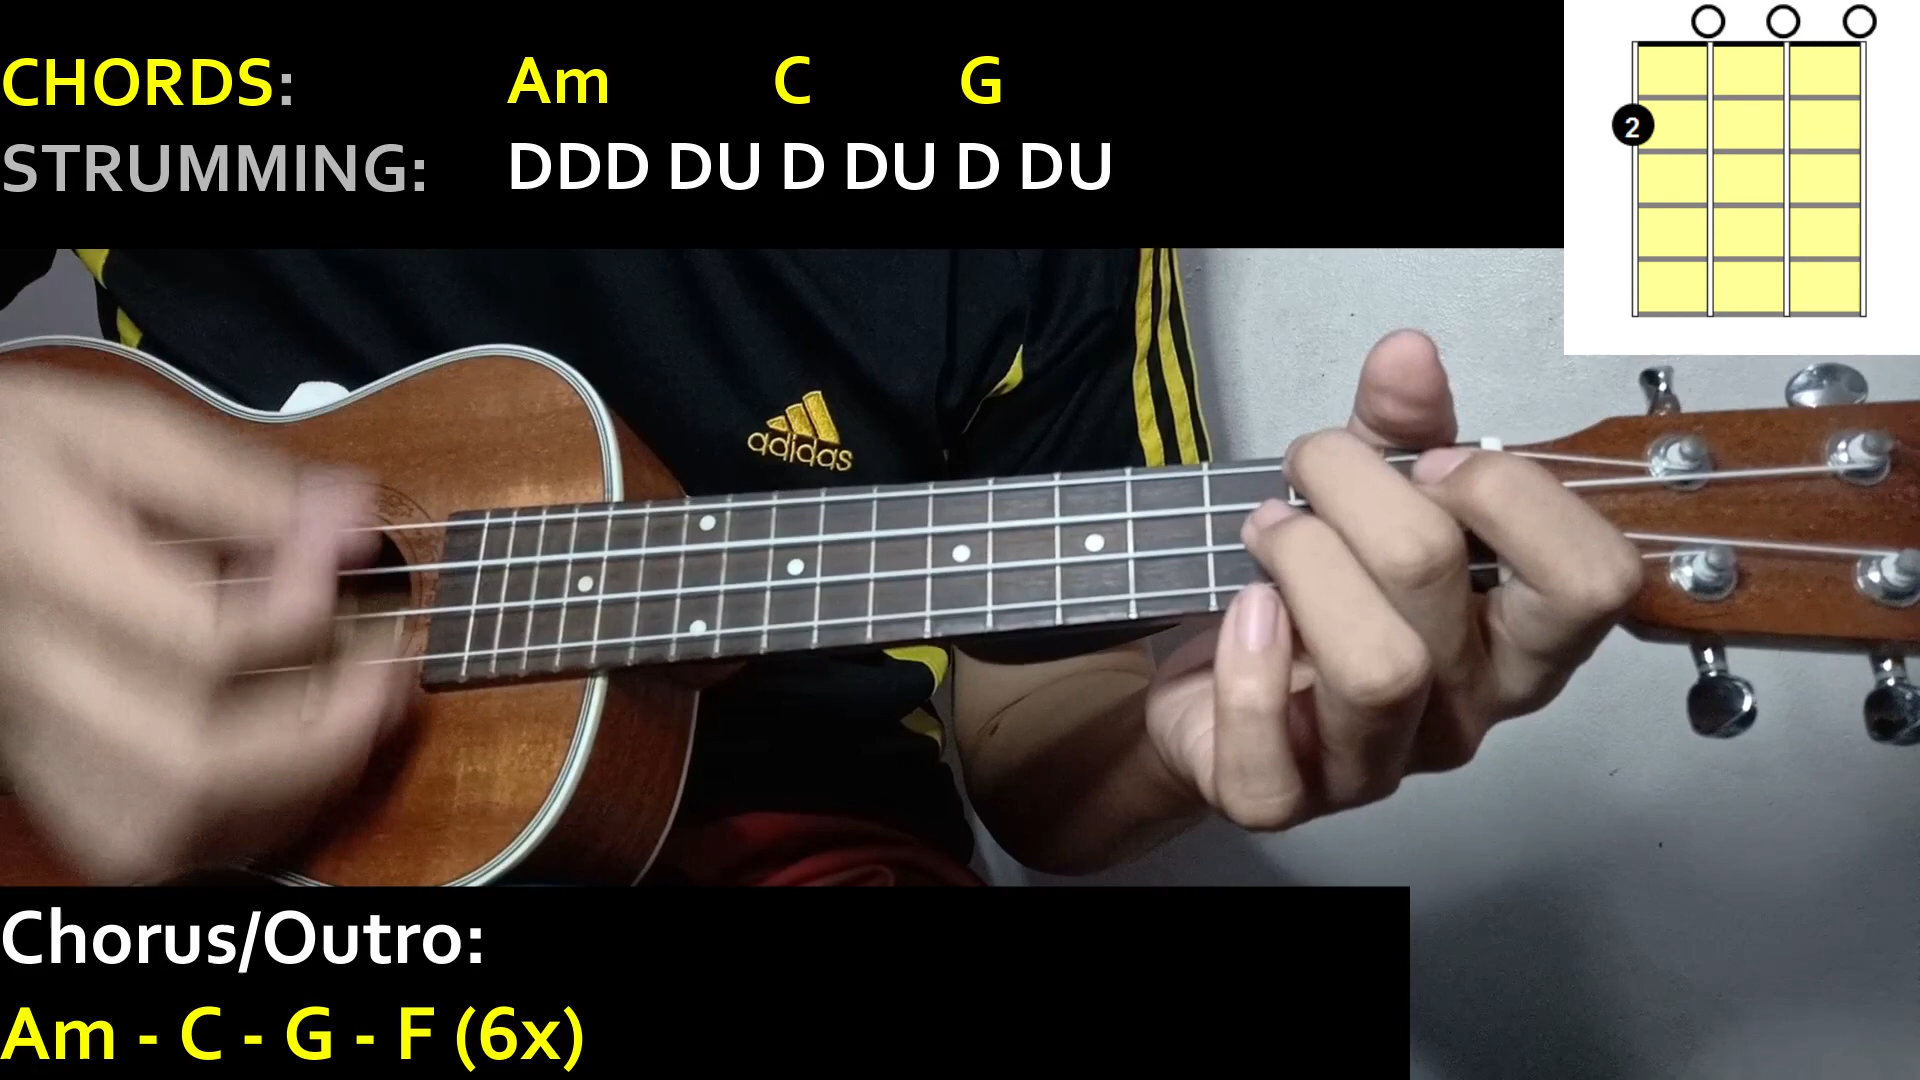 CHORDS: Am C G
STRUMMING: DDD DU D DU D DU
2
adidas
Chorus/Outro:
Am - C - G - F (6x)